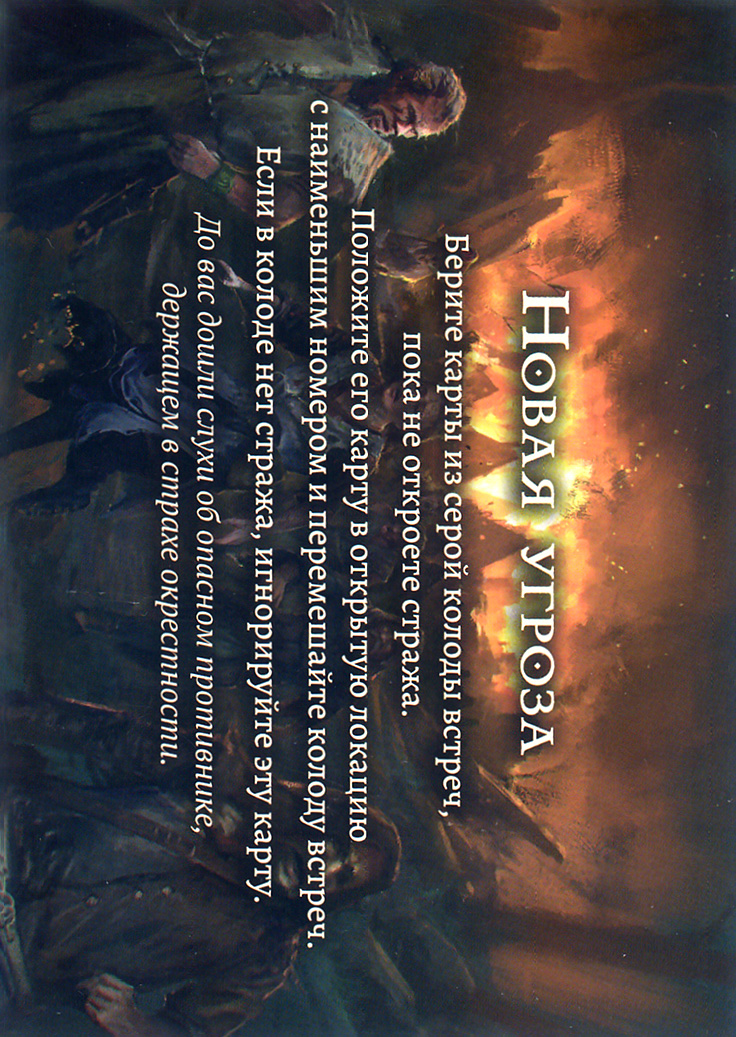 Новая угроза
Берите карты из серой колоды встреч,
пока не откроете стража.
Положите его карту в открытую локацию
с наименьшим номером и перемешайте колоду встреч.
Если в колоде нет стража, игнорируйте эту карту.
До вас дошли слухи об опасном противнике,
держащем в страхе окрестности.